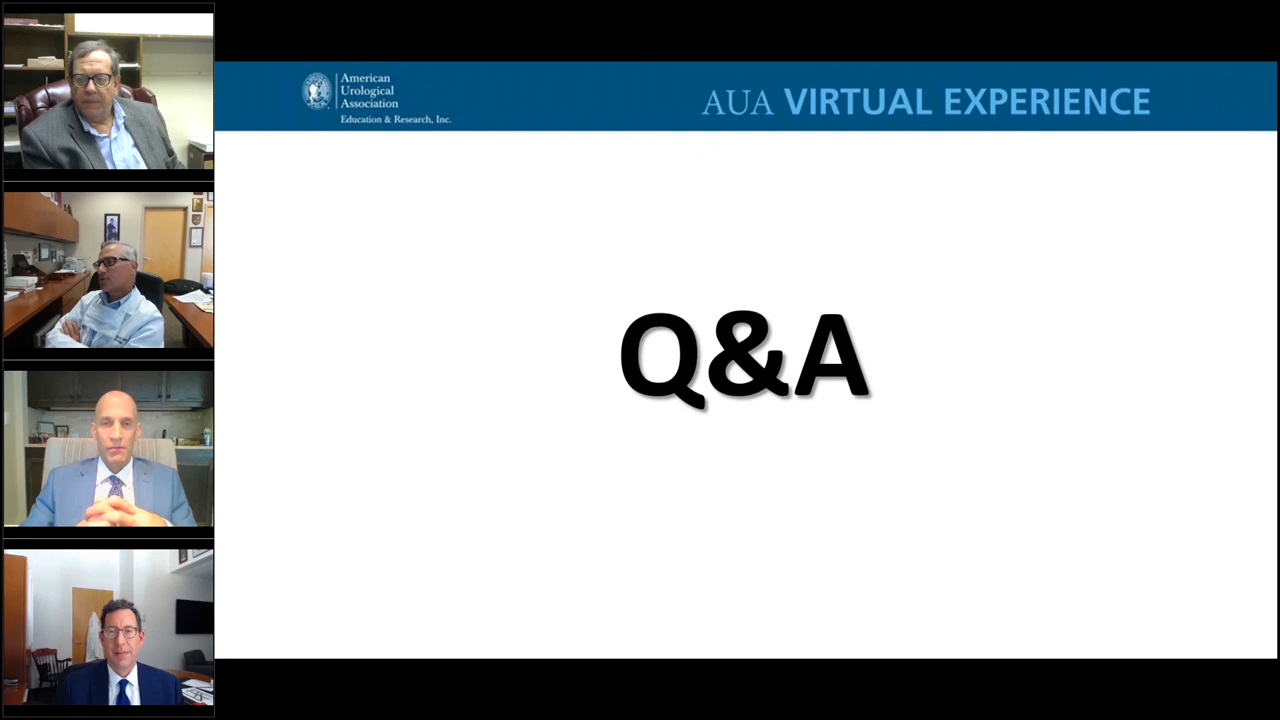 American
Urological
Association
Education & Research, Inc.
AUA VIRTUAL EXPERIENCE
Q&A